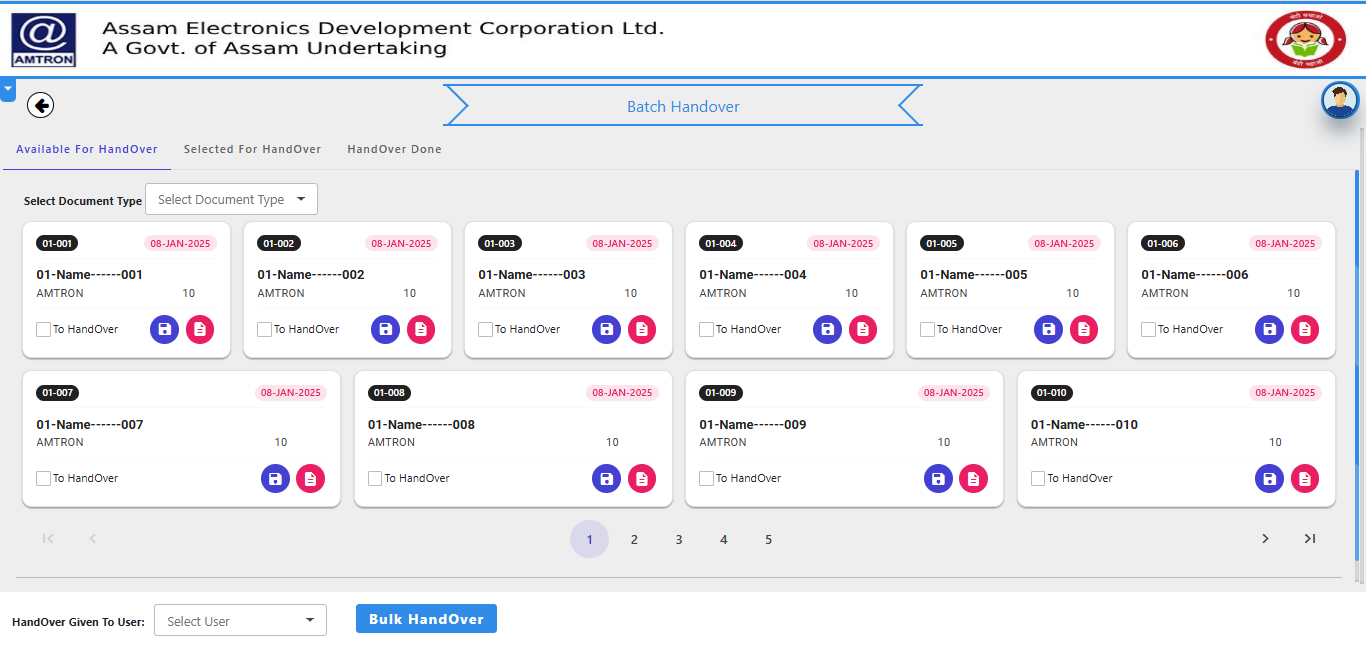 Assam Electronics Development Corporation Ltd.
A Govt. of Assam Undertaking
@
AMTRON
Batch Handover
Available For HandOver Selected For HandOver HandOver Done
Select Document Type Select Document Type
01-001 08-JAN-2025
01-Name------001
AMTRON 10
To HandOver
01-002 08-JAN-2025
01-Name------002
AMTRON 10
To HandOver
01-003 08-JAN-2025
01-Name------003
AMTRON 10
To HandOver
01-004 08-JAN-2025
01-Name------004
AMTRON 10
To HandOver
01-005 08-JAN-2025
01-Name------005
AMTRON 10
To HandOver
01-006 08-JAN-2025
01-Name------006
AMTRON 10
To HandOver
01-007 08-JAN-2025
01-Name------007
AMTRON 10
To HandOver
01-008 08-JAN-2025
01-Name------008
AMTRON 10
To HandOver
01-009 08-JAN-2025
01-Name------009
AMTRON 10
To HandOver
01-010 08-JAN-2025
01-Name------010
AMTRON 10
To HandOver
1 2 3 4 5
HandOver Given To User: Select User Bulk HandOver